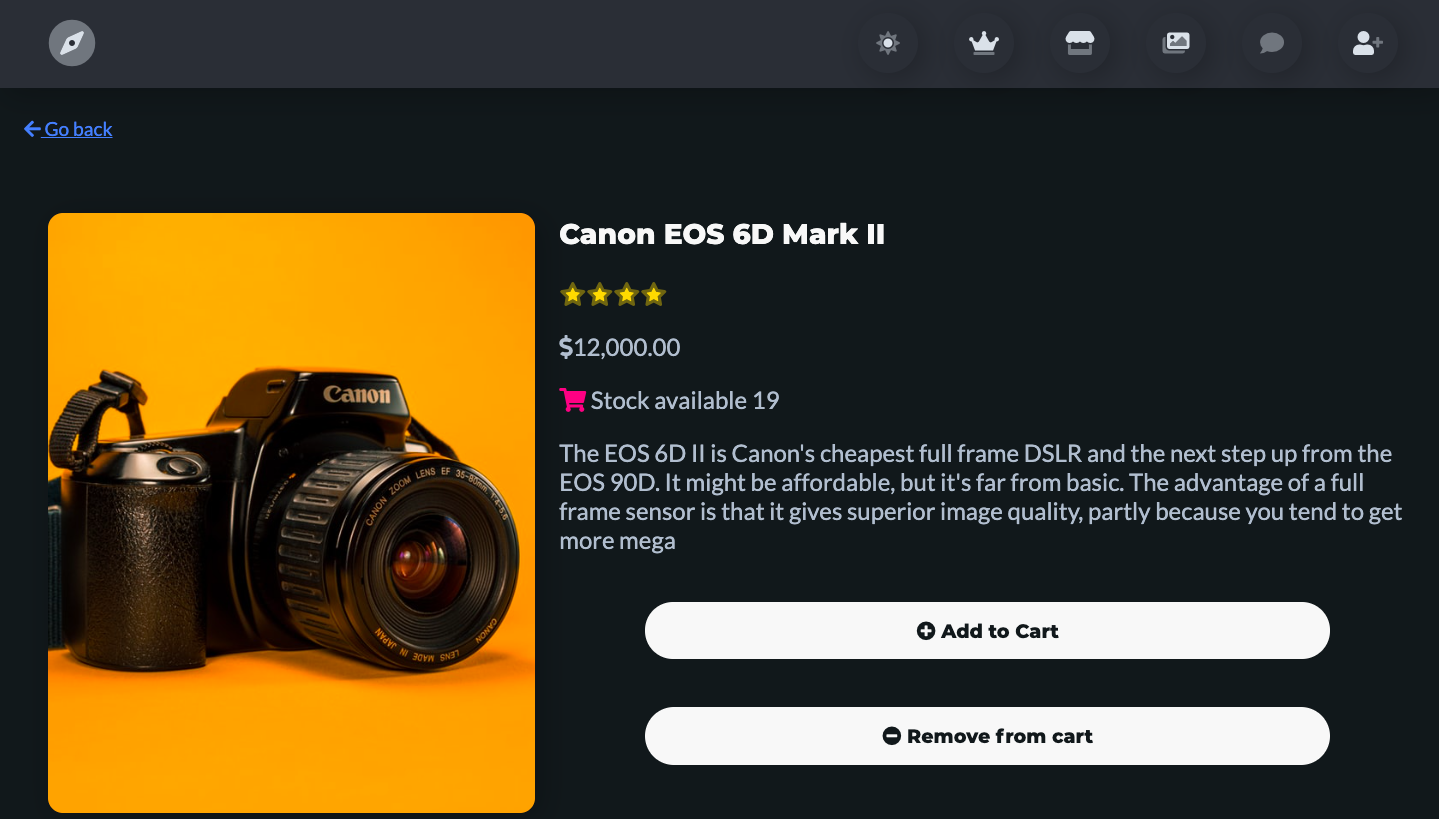 Go back
Canon EOS 6D Mark II
$12,000.00
Stock available 19
The EOS 6D II is Canon's cheapest full frame DSLR and the next step up from the
EOS 90D. It might be affordable, but it's far from basic. The advantage of a full
frame sensor is that it gives superior image quality, partly because you tend to get
more mega
Add to Cart
Remove from cart
Canon
CANON ZOOM LENS EF 35-80mm
CANON LENS MADE IN JAPAN